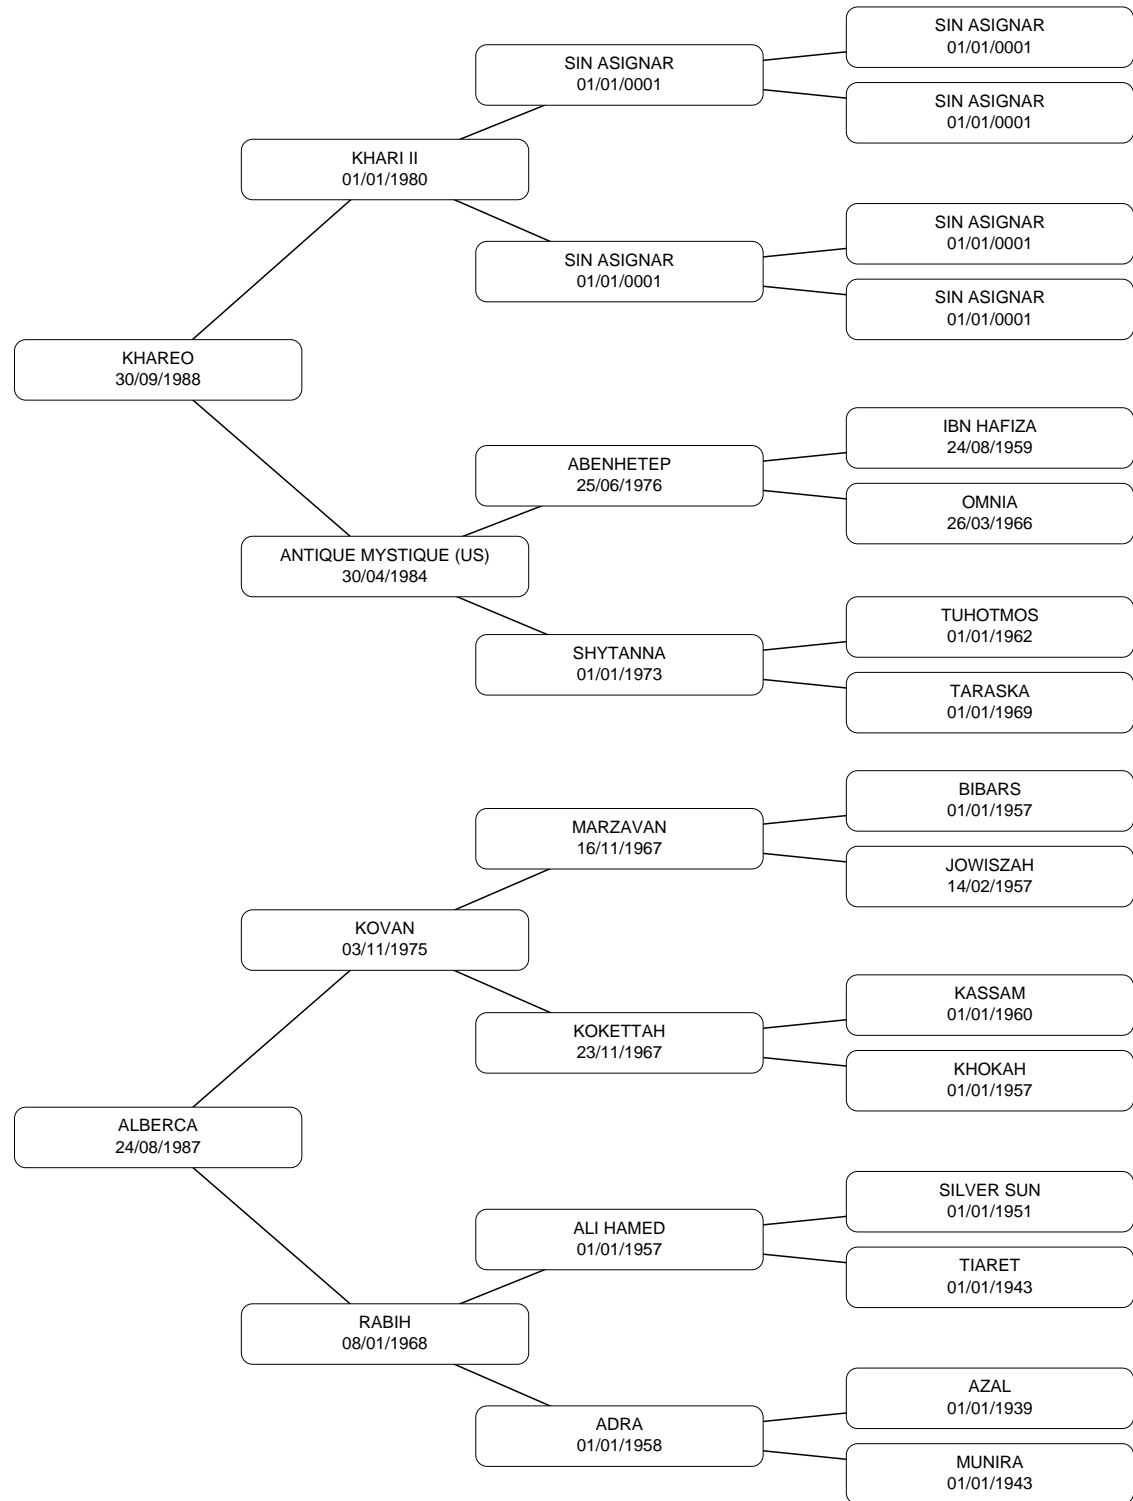 SIN ASIGNAR
01/01/0001
SIN ASIGNAR
01/01/0001
SIN ASIGNAR
01/01/0001
KHARI II
01/01/1980
SIN ASIGNAR
01/01/0001
SIN ASIGNAR
01/01/0001
SIN ASIGNAR
01/01/0001
KHAREO
30/09/1988
IBN HAFIZA
24/08/1959
ABENHETEP
25/06/1976
OMNIA
26/03/1966
ANTIQUE MYSTIQUE (US)
30/04/1984
TUHOTMOS
01/01/1962
SHYTANNA
01/01/1973
TARASKA
01/01/1969
BIBARS
01/01/1957
MARZAVAN
16/11/1967
JOWISZAH
14/02/1957
KOVAN
03/11/1975
KASSAM
01/01/1960
KOKETTAH
23/11/1967
KHOKAH
01/01/1957
ALBERCA
24/08/1987
SILVER SUN
01/01/1951
ALI HAMED
01/01/1957
TIARET
01/01/1943
RABIH
08/01/1968
AZAL
01/01/1939
ADRA
01/01/1958
MUNIRA
01/01/1943